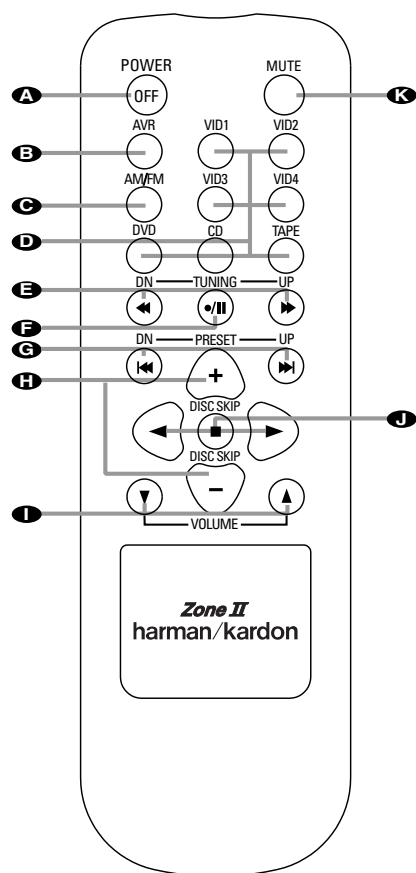 POWER MUTE
A OFF K
AVR VID1 VID2
B
AM/FM VID3 VID4
C
D DVD CD TAPE
E DN TUNING UP
F ●/II
G DN PRESET UP
H +
DISC SKIP
J
DISC SKIP
−
I VOLUME
Zone II
harman/kardon